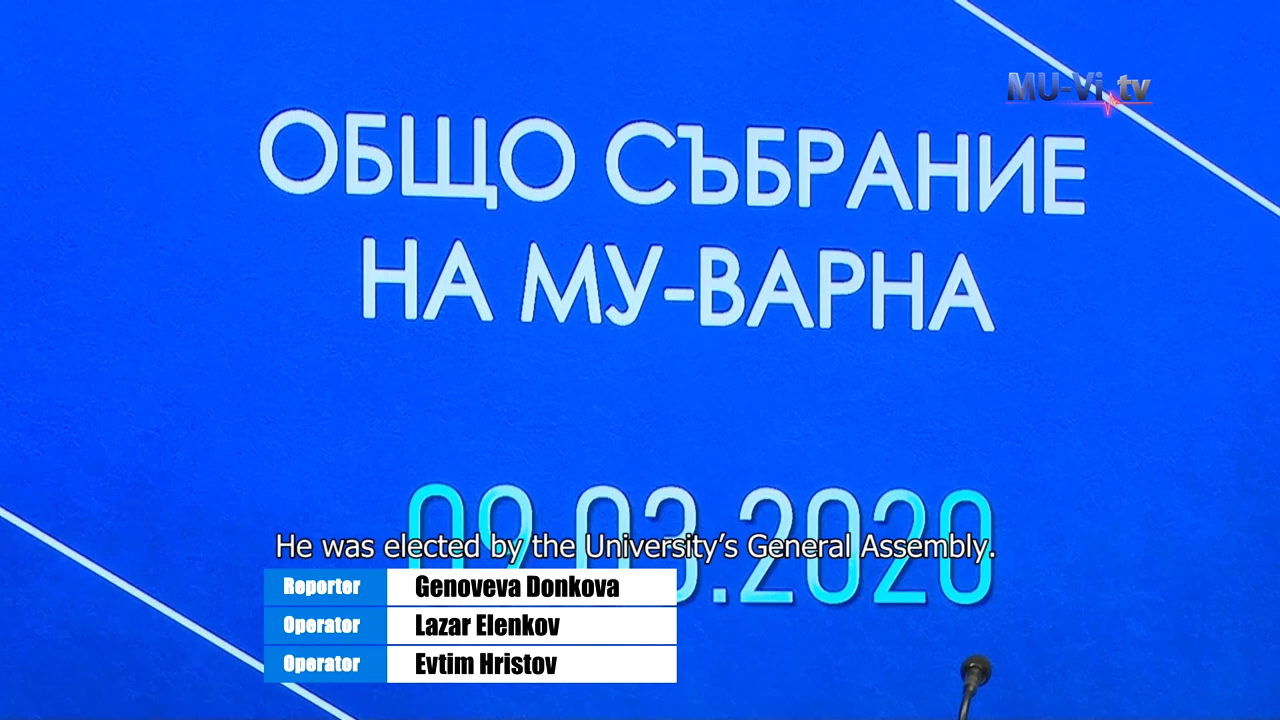 MU-Vi.tv
ОБЩО СЪБРАНИЕ
НА МУ-ВАРНА
09.03.2020
He was elected by the University's General Assembly.
Reporter Genoveva Donkova
Operator Lazar Elenkov
Operator Evtim Hristov